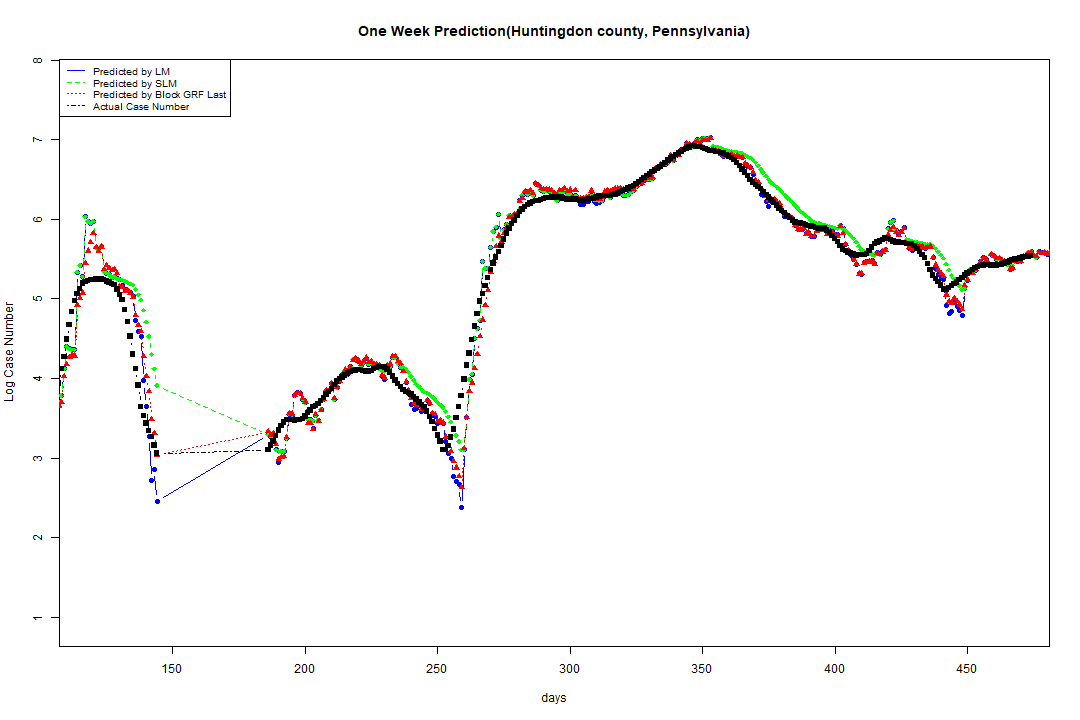 One Week Prediction(Huntingdon county, Pennsylvania)
Predicted by LM
Predicted by SLM
Predicted by Block GRF Last
Actual Case Number
Log Case Number
8
7
6
5
4
3
2
1
150 200 250 300 350 400 450
days